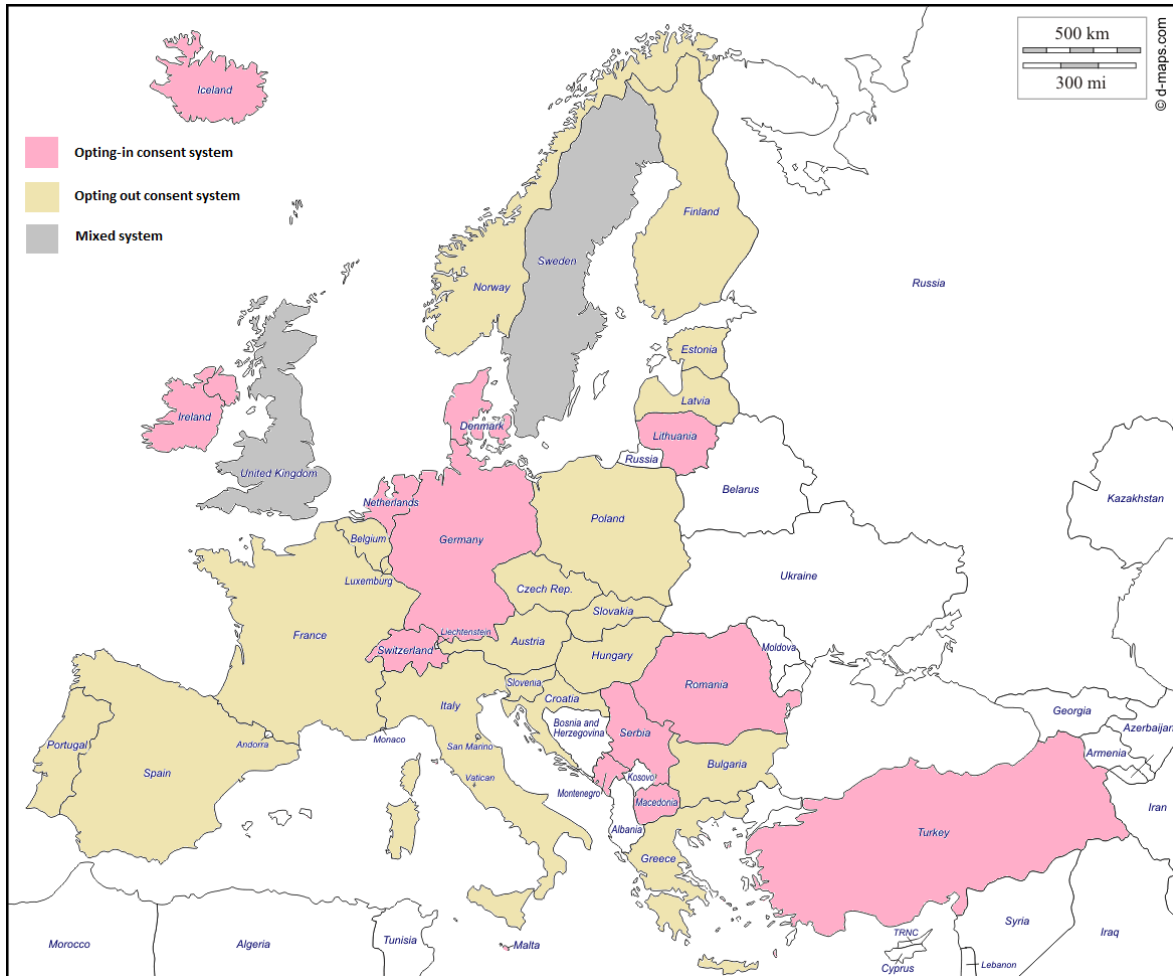 500 km
300 mi
© d-maps.com
Iceland
Opting-in consent system
Opting out consent system
Mixed system
Finland
Sweden
Norway
Russia
Estonia
Latvia
Ireland
Denmark
Lithuania
Russia
United Kingdom
Belarus
Netherlands
Kazakhstan
Poland
Belgium
Germany
Ukraine
Luxemburg
Czech Rep.
Slovakia
France
Liechtenstein
Austria
Switzerland
Moldova
Hungary
Slovenia
Romania
Croatia
Italy
Georgia
Bosnia and
Herzegovina
Azerbaijan
Serbia
Monaco
Andorra
Portugal
San Marino
Armenia
Spain
Bulgaria
Vatican
Kosovo
Montenegro
Macedonia
Iran
Albania
Turkey
Greece
Syria
TRNC
Morocco
Algeria
Tunisia
Malta
Iraq
Cyprus
Lebanon